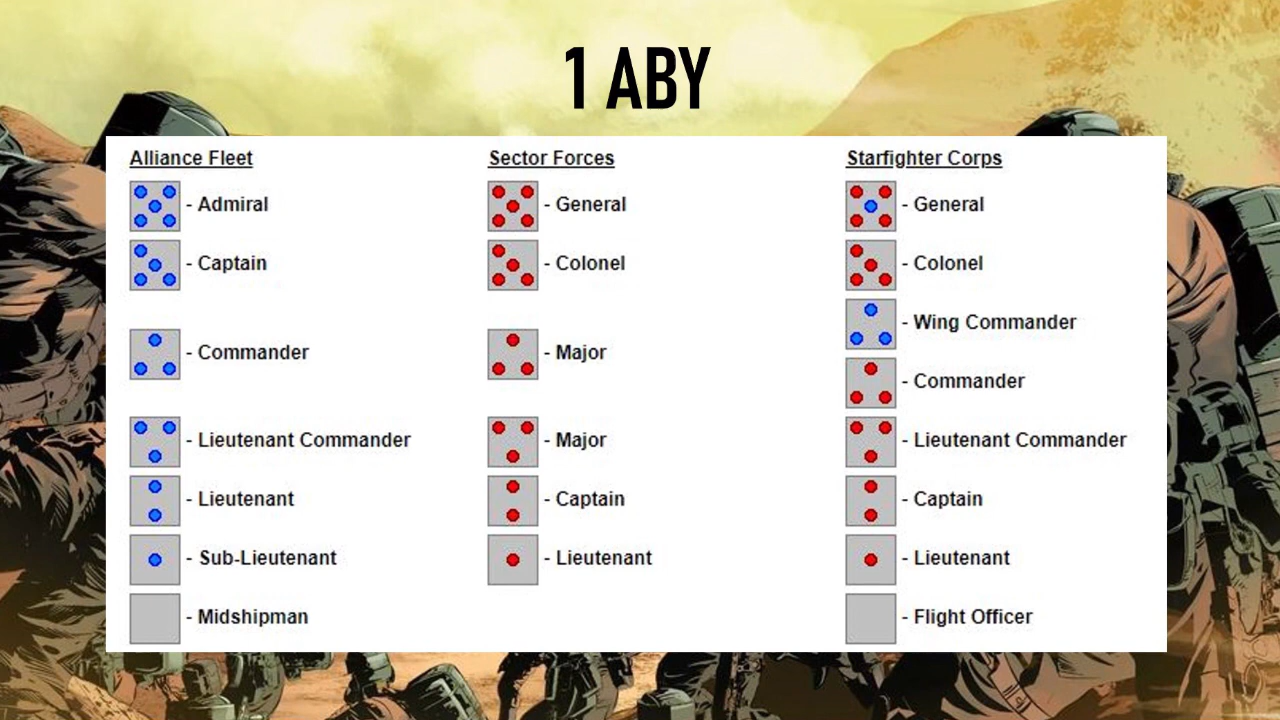 1 ABY
Alliance Fleet
- Admiral
- Captain
- Commander
- Lieutenant Commander
- Lieutenant
- Sub-Lieutenant
- Midshipman
Sector Forces
- General
- Colonel
- Major
- Major
- Captain
- Lieutenant
Starfighter Corps
- General
- Colonel
- Wing Commander
- Commander
- Lieutenant Commander
- Captain
- Lieutenant
- Flight Officer